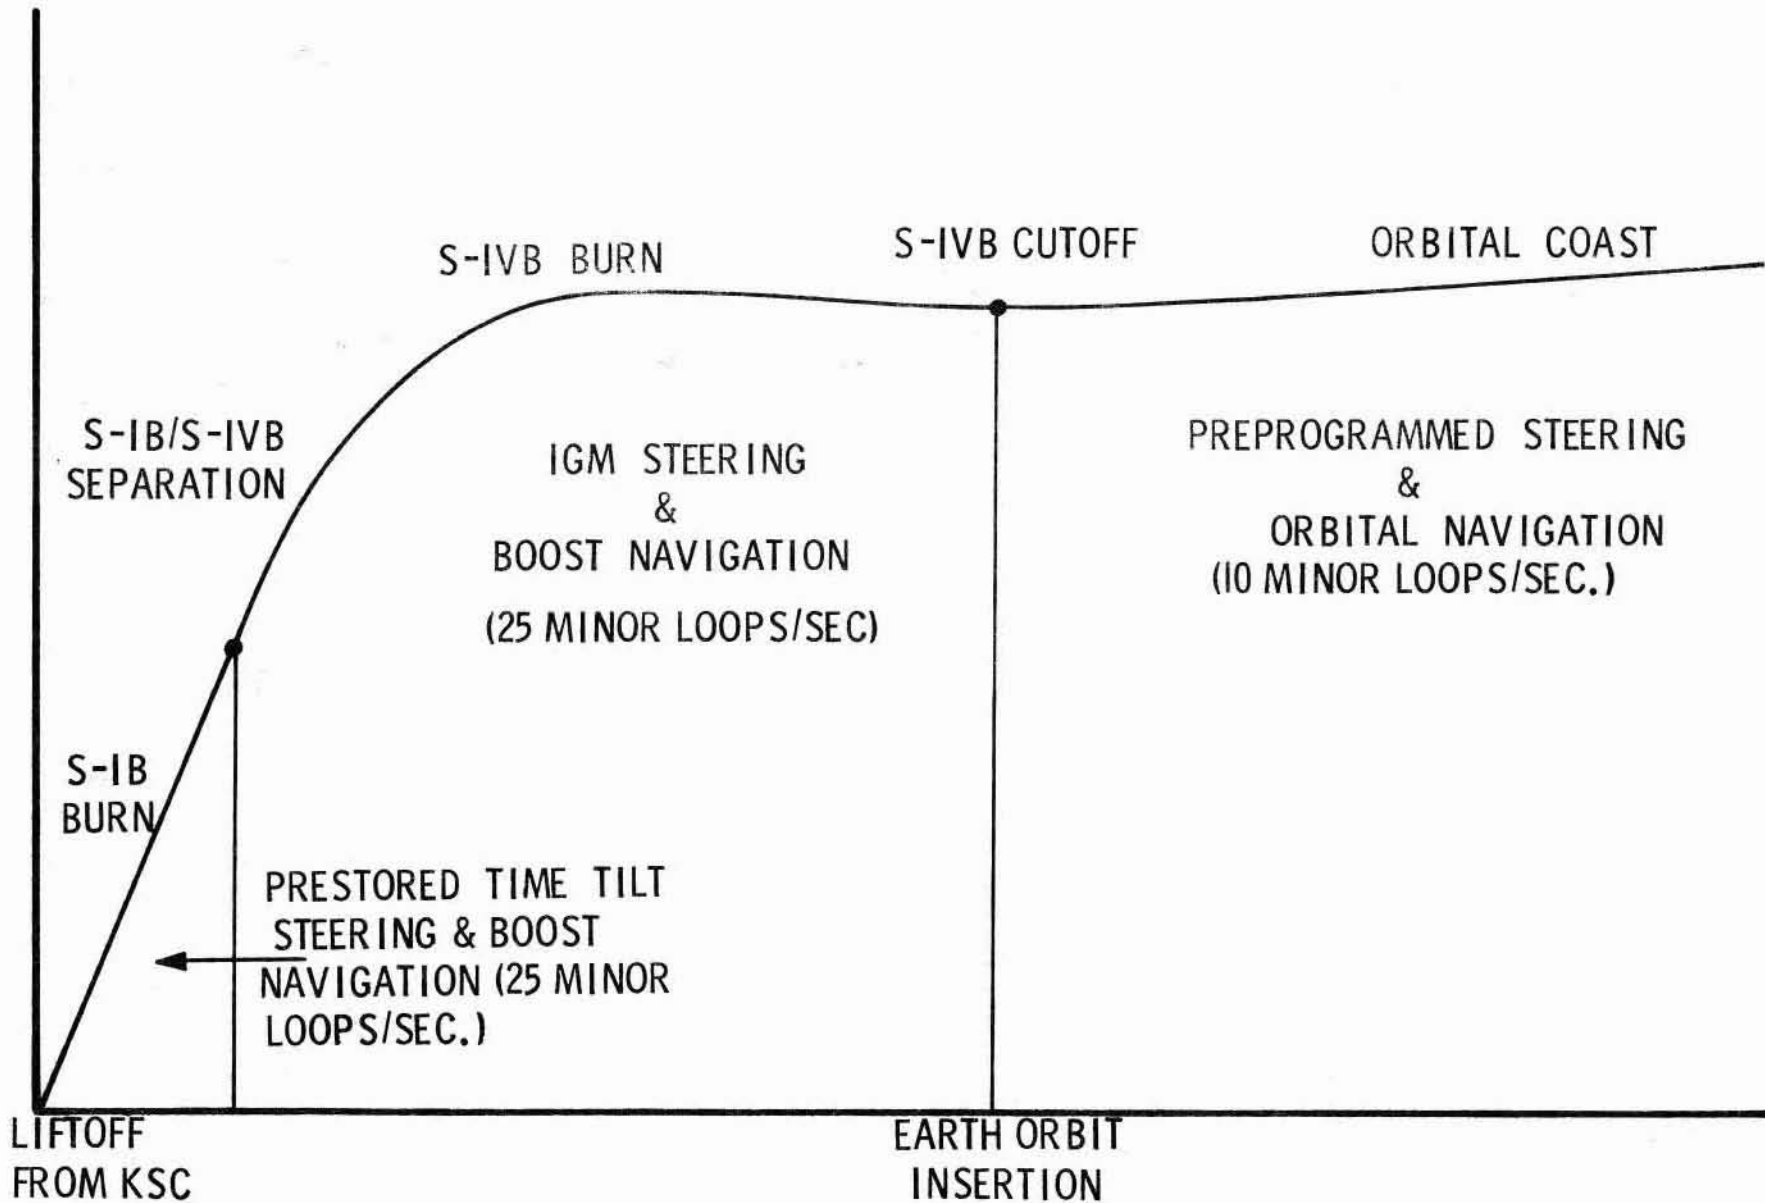 S-IVB BURN
S-IVB CUTOFF
ORBITAL COAST
S-IB/S-IVB
SEPARATION
IGM STEERING
&
BOOST NAVIGATION
(25 MINOR LOOPS/SEC)
PREPROGRAMMED STEERING
&
ORBITAL NAVIGATION
(10 MINOR LOOPS/SEC.)
S-IB
BURN
PRESTORED TIME TILT
STEERING & BOOST
NAVIGATION (25 MINOR
LOOPS/SEC.)
LIFTOFF
FROM KSC
EARTH ORBIT
INSERTION